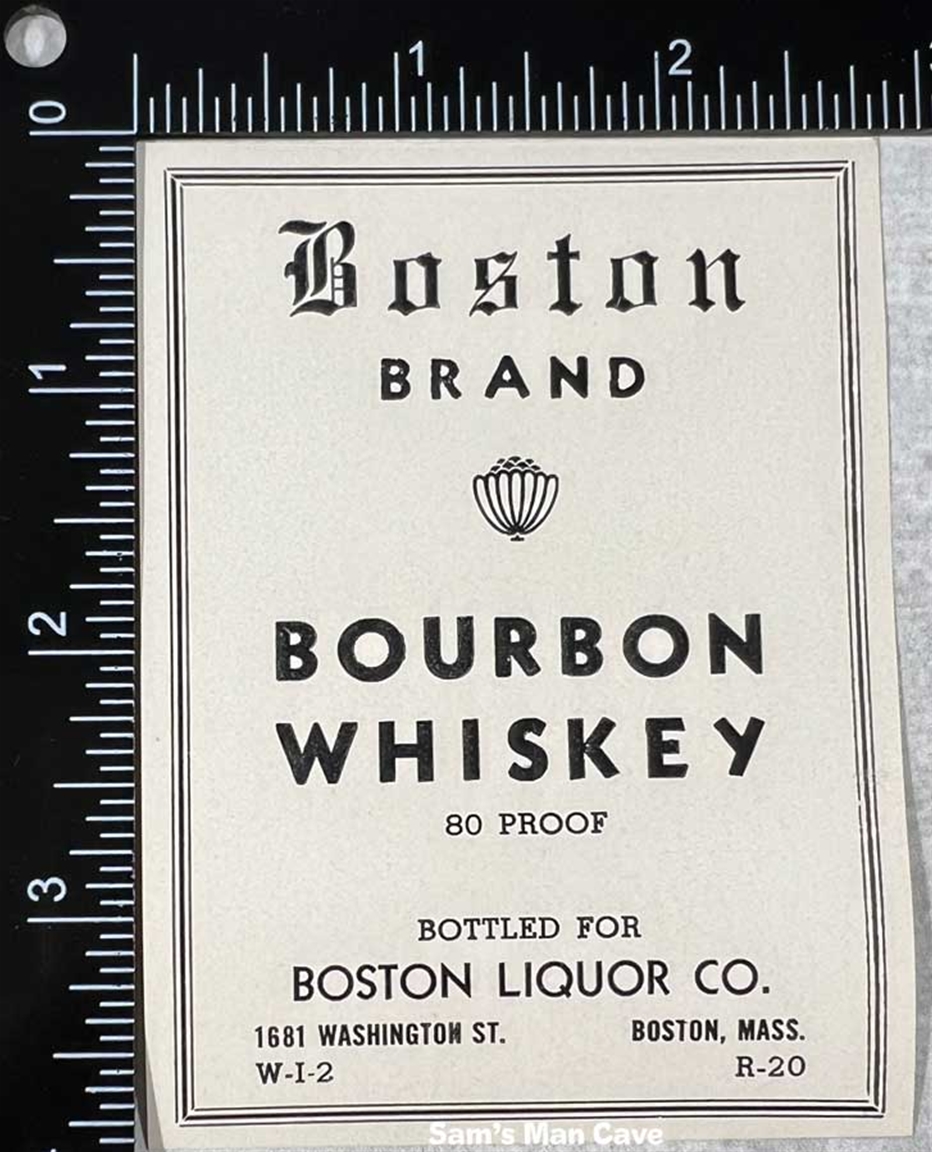 1
2
0
1
2
3
Boston
BRAND
BOURBON
WHISKEY
80 PROOF
BOTTLED FOR
BOSTON LIQUOR CO.
1681 WASHINGTON ST. BOSTON, MASS.
W-I-2 R-20
Sam's Man Cave